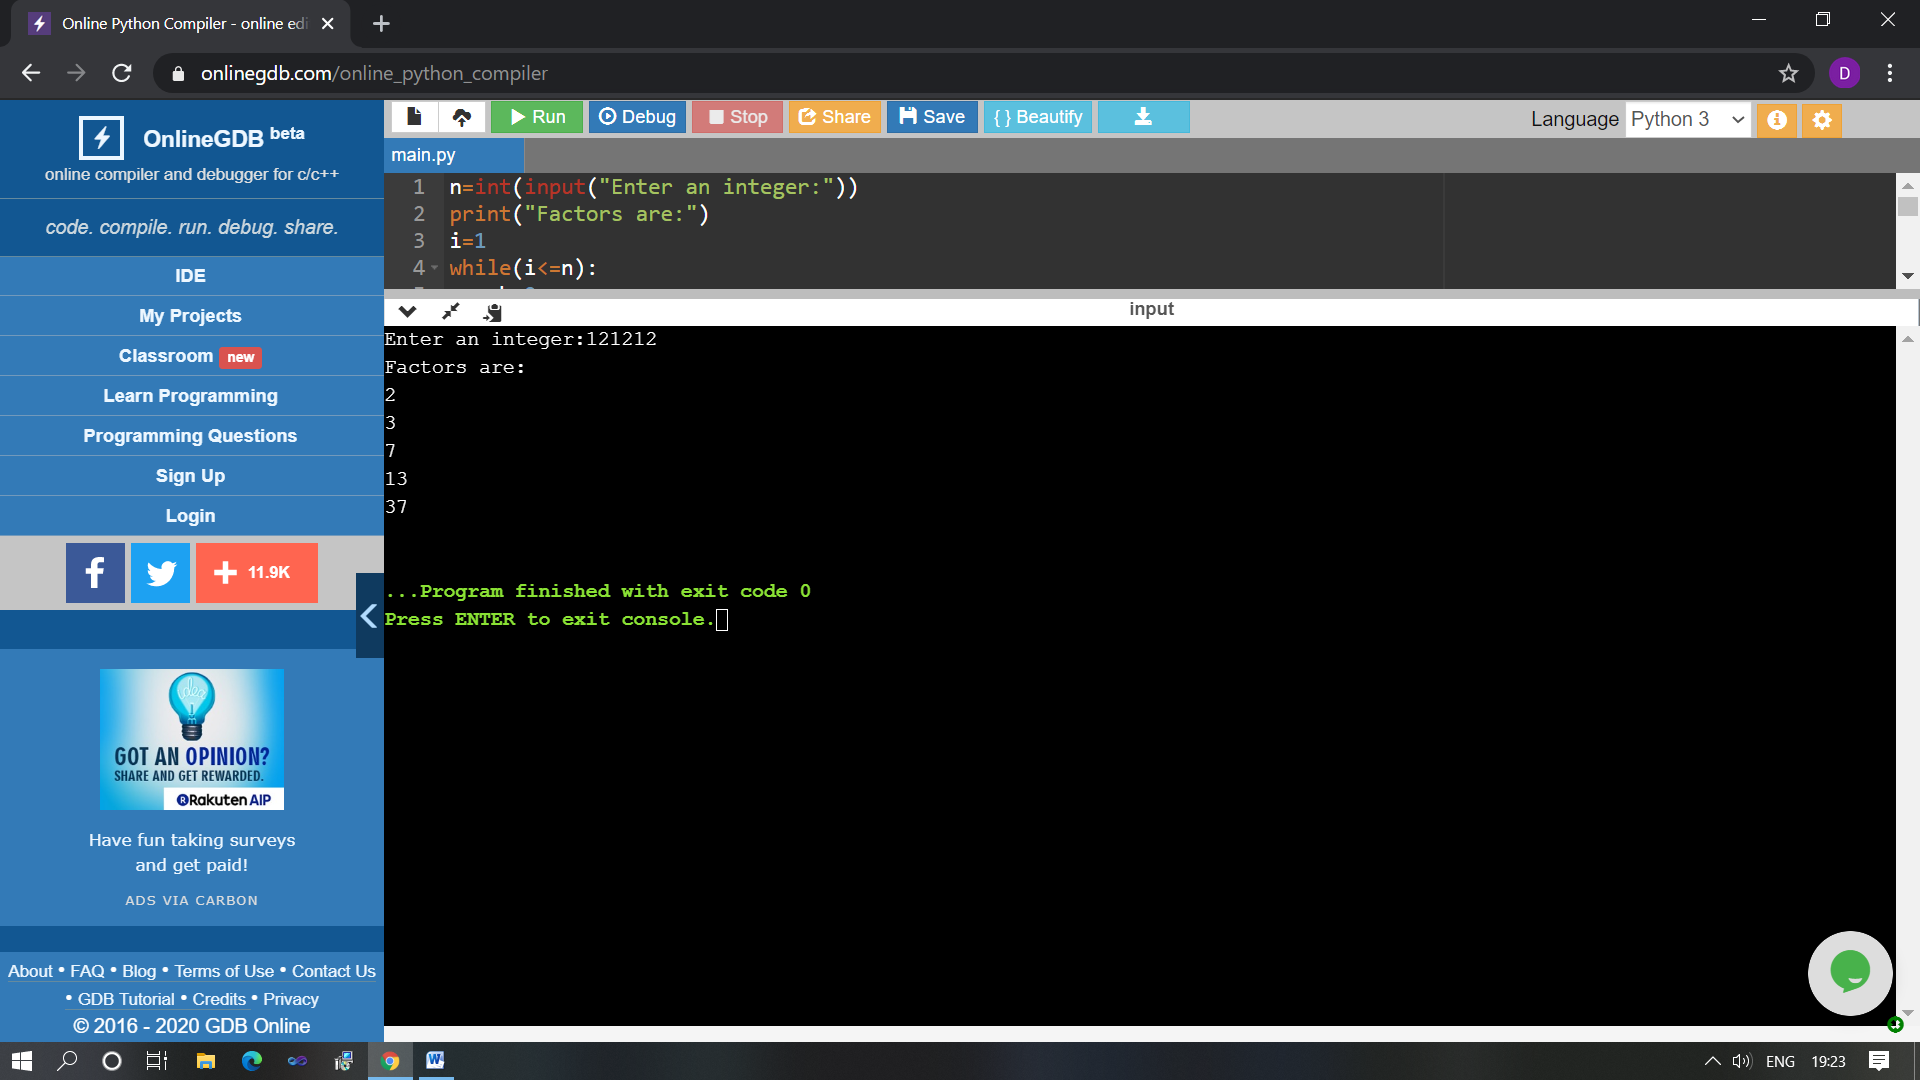 Online Python Compiler - online edi
onlinegdb.com/online_python_compiler
D
OnlineGDB beta
online compiler and debugger for c/c++
code. compile. run. debug. share.
IDE
My Projects
Classroom new
Learn Programming
Programming Questions
Sign Up
Login
11.9K
GOT AN OPINION?
SHARE AND GET REWARDED.
Rakuten AIP
Have fun taking surveys
and get paid!
ADS VIA CARBON
About • FAQ • Blog • Terms of Use • Contact Us
• GDB Tutorial • Credits • Privacy
© 2016 - 2020 GDB Online
Run Debug Stop Share Save {} Beautify
Language Python 3
main.py
1 n=int(input("Enter an integer:"))
2 print("Factors are:")
3 i=1
4 while(i<=n):
input
Enter an integer:121212
Factors are:
2
3
7
13
37
...Program finished with exit code 0
Press ENTER to exit console.
ENG 19:23